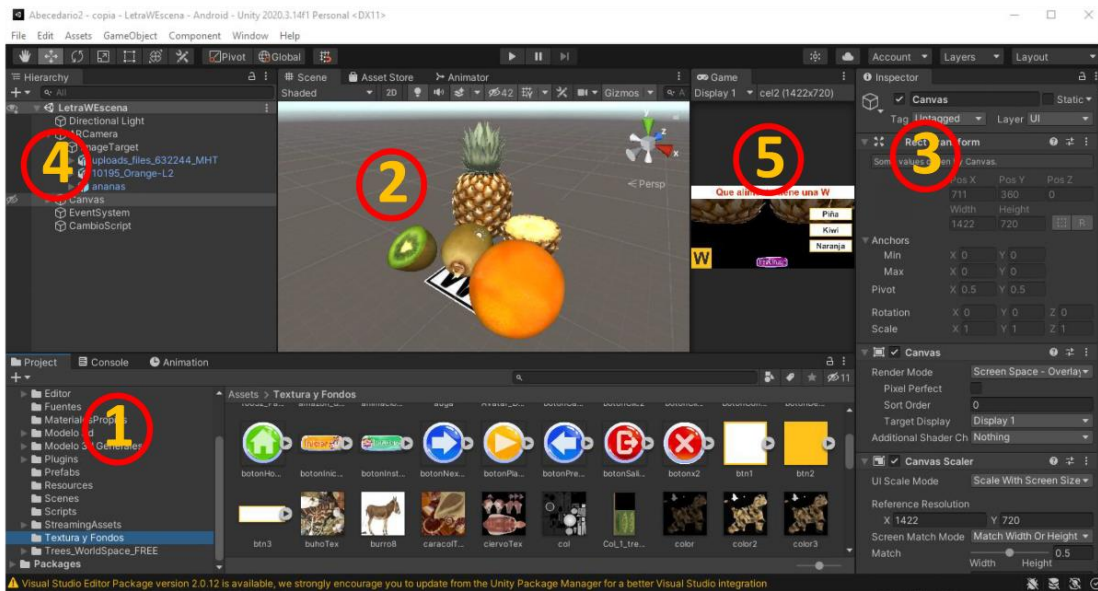 Abecedario2 - copia - LetraWEscena - Android - Unity 2020.3.14f1 Personal <DX11>
File Edit Assets GameObject Component Window Help
Pivot Global Account Layers Layout
Hierarchy
All
LetraWEscena
Directional Light
ARCamera
ImageTarget
uploads_files_632244_MHT
10195_Orange-L2
ananas
Canvas
EventSystem
CambioScript
4
Scene Asset Store Animator
Shaded 2D 42 Gizmos A
y
z
x
Persp
W
2
Game
Display 1 cel2 (1422x720)
5
Que alimento tiene una W
Piña
Kiwi
Naranja
W
Inspector
Canvas Static
Tag Untagged Layer UI
Rect Transform
3
Some values driven by Canvas.
Pos X Pos Y Pos Z
711 360 0
Width Height
1422 720 R
Anchors
Min X 0 Y 0
Max X 0 Y 0
Pivot X 0.5 Y 0.5
Rotation X 0 Y 0 Z 0
Scale X 1 Y 1 Z 1
Canvas
Render Mode Screen Space - Overlay
Pixel Perfect
Sort Order 0
Target Display Display 1
Additional Shader Ch Nothing
Canvas Scaler
UI Scale Mode Scale With Screen Size
Reference Resolution
X 1422 Y 720
Screen Match Mode Match Width Or Height
Match 0.5
Width Height
Project Console Animation
11
Editor
Fuentes
MaterialesPropios
Modelo 3d
Modelo 3d Generales
Plugins
Prefabs
Resources
Scenes
Scripts
StreamingAssets
Textura y Fondos
Trees_WorldSpace_FREE
Packages
1
Assets > Textura y Fondos
botonHo... botonInic... botonInst... botonNex... botonPla... botonPre... botonSali... botonx2 btn1 btn2
btn3 buhoTex burro8 caracolT... ciervoTex col Col_1_tre... color color2 color3
Visual Studio Editor Package version 2.0.12 is available, we strongly encourage you to update from the Unity Package Manager for a better Visual Studio integration